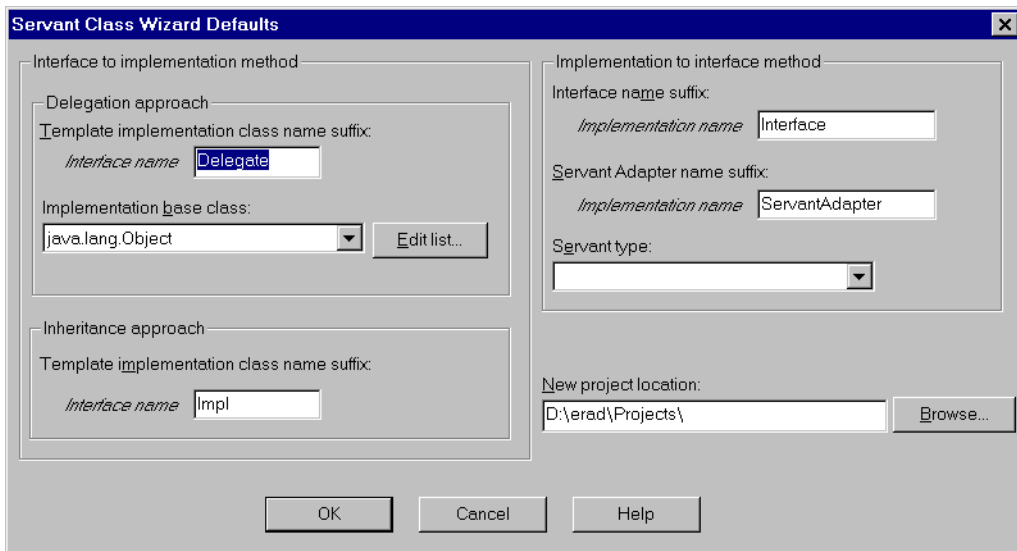 Servant Class Wizard Defaults
Interface to implementation method
Delegation approach
Template implementation class name suffix:
Interface name Delegate
Implementation base class:
java.lang.Object Edit list...
Inheritance approach
Template implementation class name suffix:
Interface name Impl
Implementation to interface method
Interface name suffix:
Implementation name Interface
Servant Adapter name suffix:
Implementation name ServantAdapter
Servant type:
New project location:
D:\erad\Projects\ Browse...
OK Cancel Help